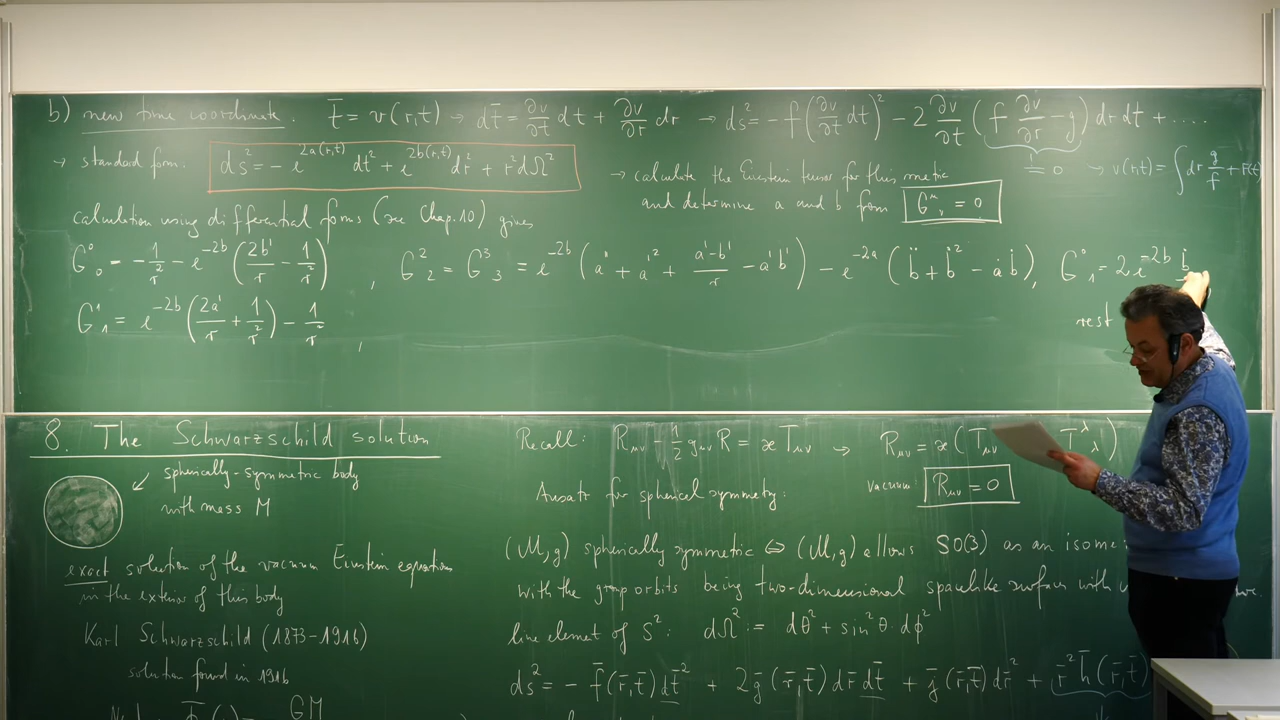 b) new time coordinate. t̄ = v(r,t) → dt̄ = ∂v/∂t dt + ∂v/∂r dr → ds² = -f(∂v/∂t dt)² - 2 ∂v/∂t (f ∂v/∂r - g) dr dt + ....
→ standard form: ds² = -e^{2a(r,t)} dt² + e^{2b(r,t)} dr² + r² dΩ²
→ calculate the Einstein tensor for this metric
and determine a and b from G^μ_ν = 0
!= 0 → v(r,t) = ∫ dr g/f + F(t)
calculation using differential forms (see Chap. 10) gives
G⁰₀ = -1/r² - e^{-2b} (2b'/r - 1/r²) , G²₂ = G³₃ = e^{-2b} (a'' + a'² + (a'-b')/r - a'b') - e^{-2a} (b̈ + ḃ² - ȧḃ), G⁰₁ = 2e^{-2b} ḃ
G¹₁ = e^{-2b} (2a'/r + 1/r²) - 1/r² ,
rest
8. The Schwarzschild solution
spherically-symmetric body
with mass M
exact solution of the vacuum Einstein equations
in the exterior of this body
Karl Schwarzschild (1873-1916)
solution found in 1916
GM
Recall: R_μν - 1/2 g_μν R = ϰ T_μν → R_μν = ϰ (T_μν T^λ_λ)
Ansatz for spherical symmetry: vacuum: R_μν = 0
(M,g) spherically symmetric ⇔ (M,g) allows SO(3) as an
with the group orbits being two-dimensional spacelike surface with
line element of S²: dΩ² := dθ² + sin²θ dφ²
ds² = - f̄(r̄,t̄) dt̄² + 2ḡ(r̄,t̄) dr̄ dt̄ + j̄(r̄,t̄) dr̄² + r̄² h̄(r̄,t̄)